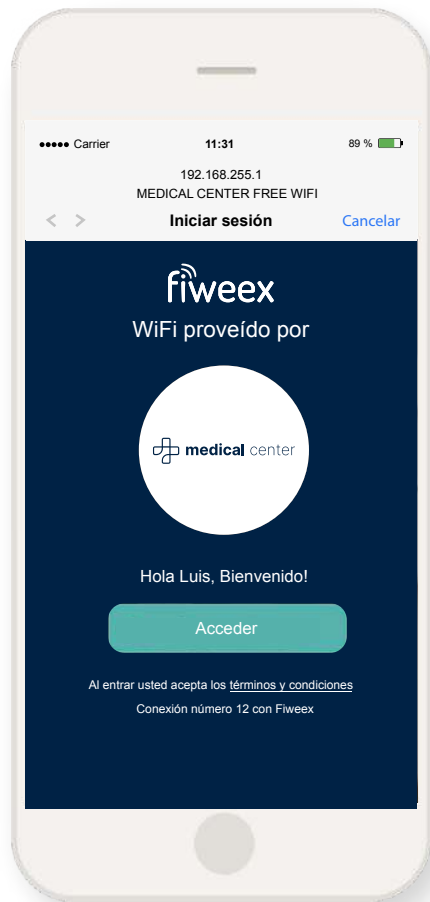 Carrier 11:31 89 %
192.168.255.1
MEDICAL CENTER FREE WIFI
< > Iniciar sesión Cancelar
fiweex
WiFi proveído por
medical center
Hola Luis, Bienvenido!
Acceder
Al entrar usted acepta los términos y condiciones
Conexión número 12 con Fiweex